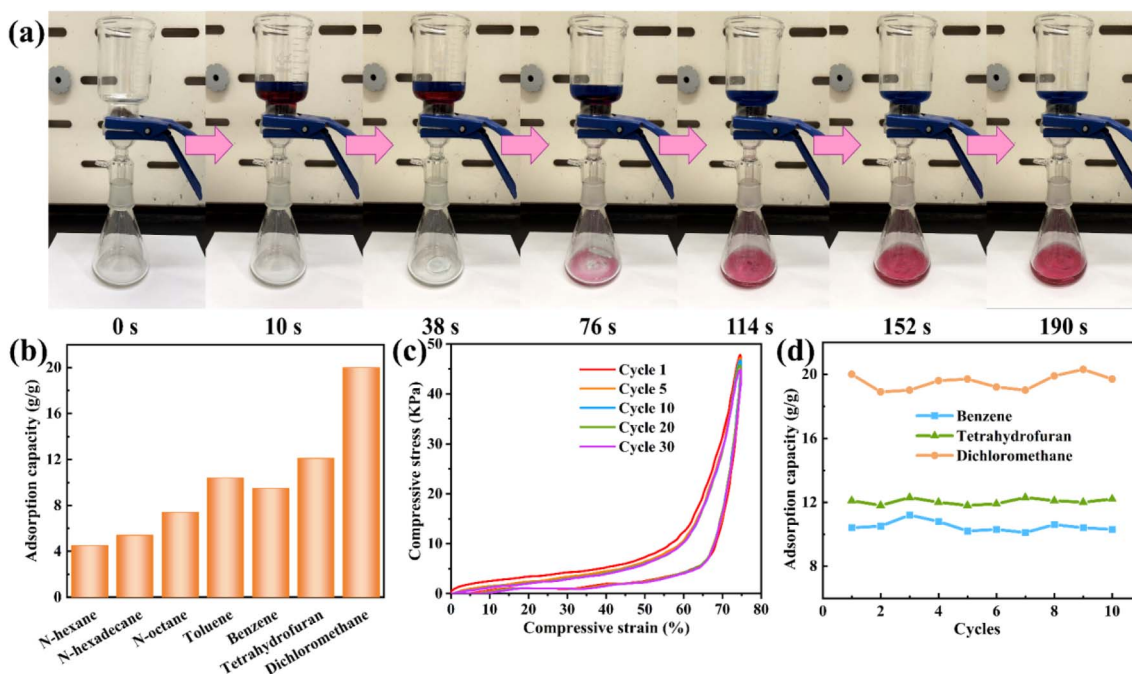 (a)
0 s 10 s 38 s 76 s 114 s 152 s 190 s
(b)
Adsorption capacity (g/g)
20
16
12
8
4
0
N-hexane
N-hexadecane
N-octane
Toluene
Benzene
Tetrahydrofuran
Dichloromethane
(c)
Compressive stress (KPa)
50
40
30
20
10
0
Cycle 1
Cycle 5
Cycle 10
Cycle 20
Cycle 30
0 10 20 30 40 50 60 70 80
Compressive strain (%)
(d)
Adsorption capacity (g/g)
20
16
12
8
Benzene
Tetrahydrofuran
Dichloromethane
0 2 4 6 8 10
Cycles